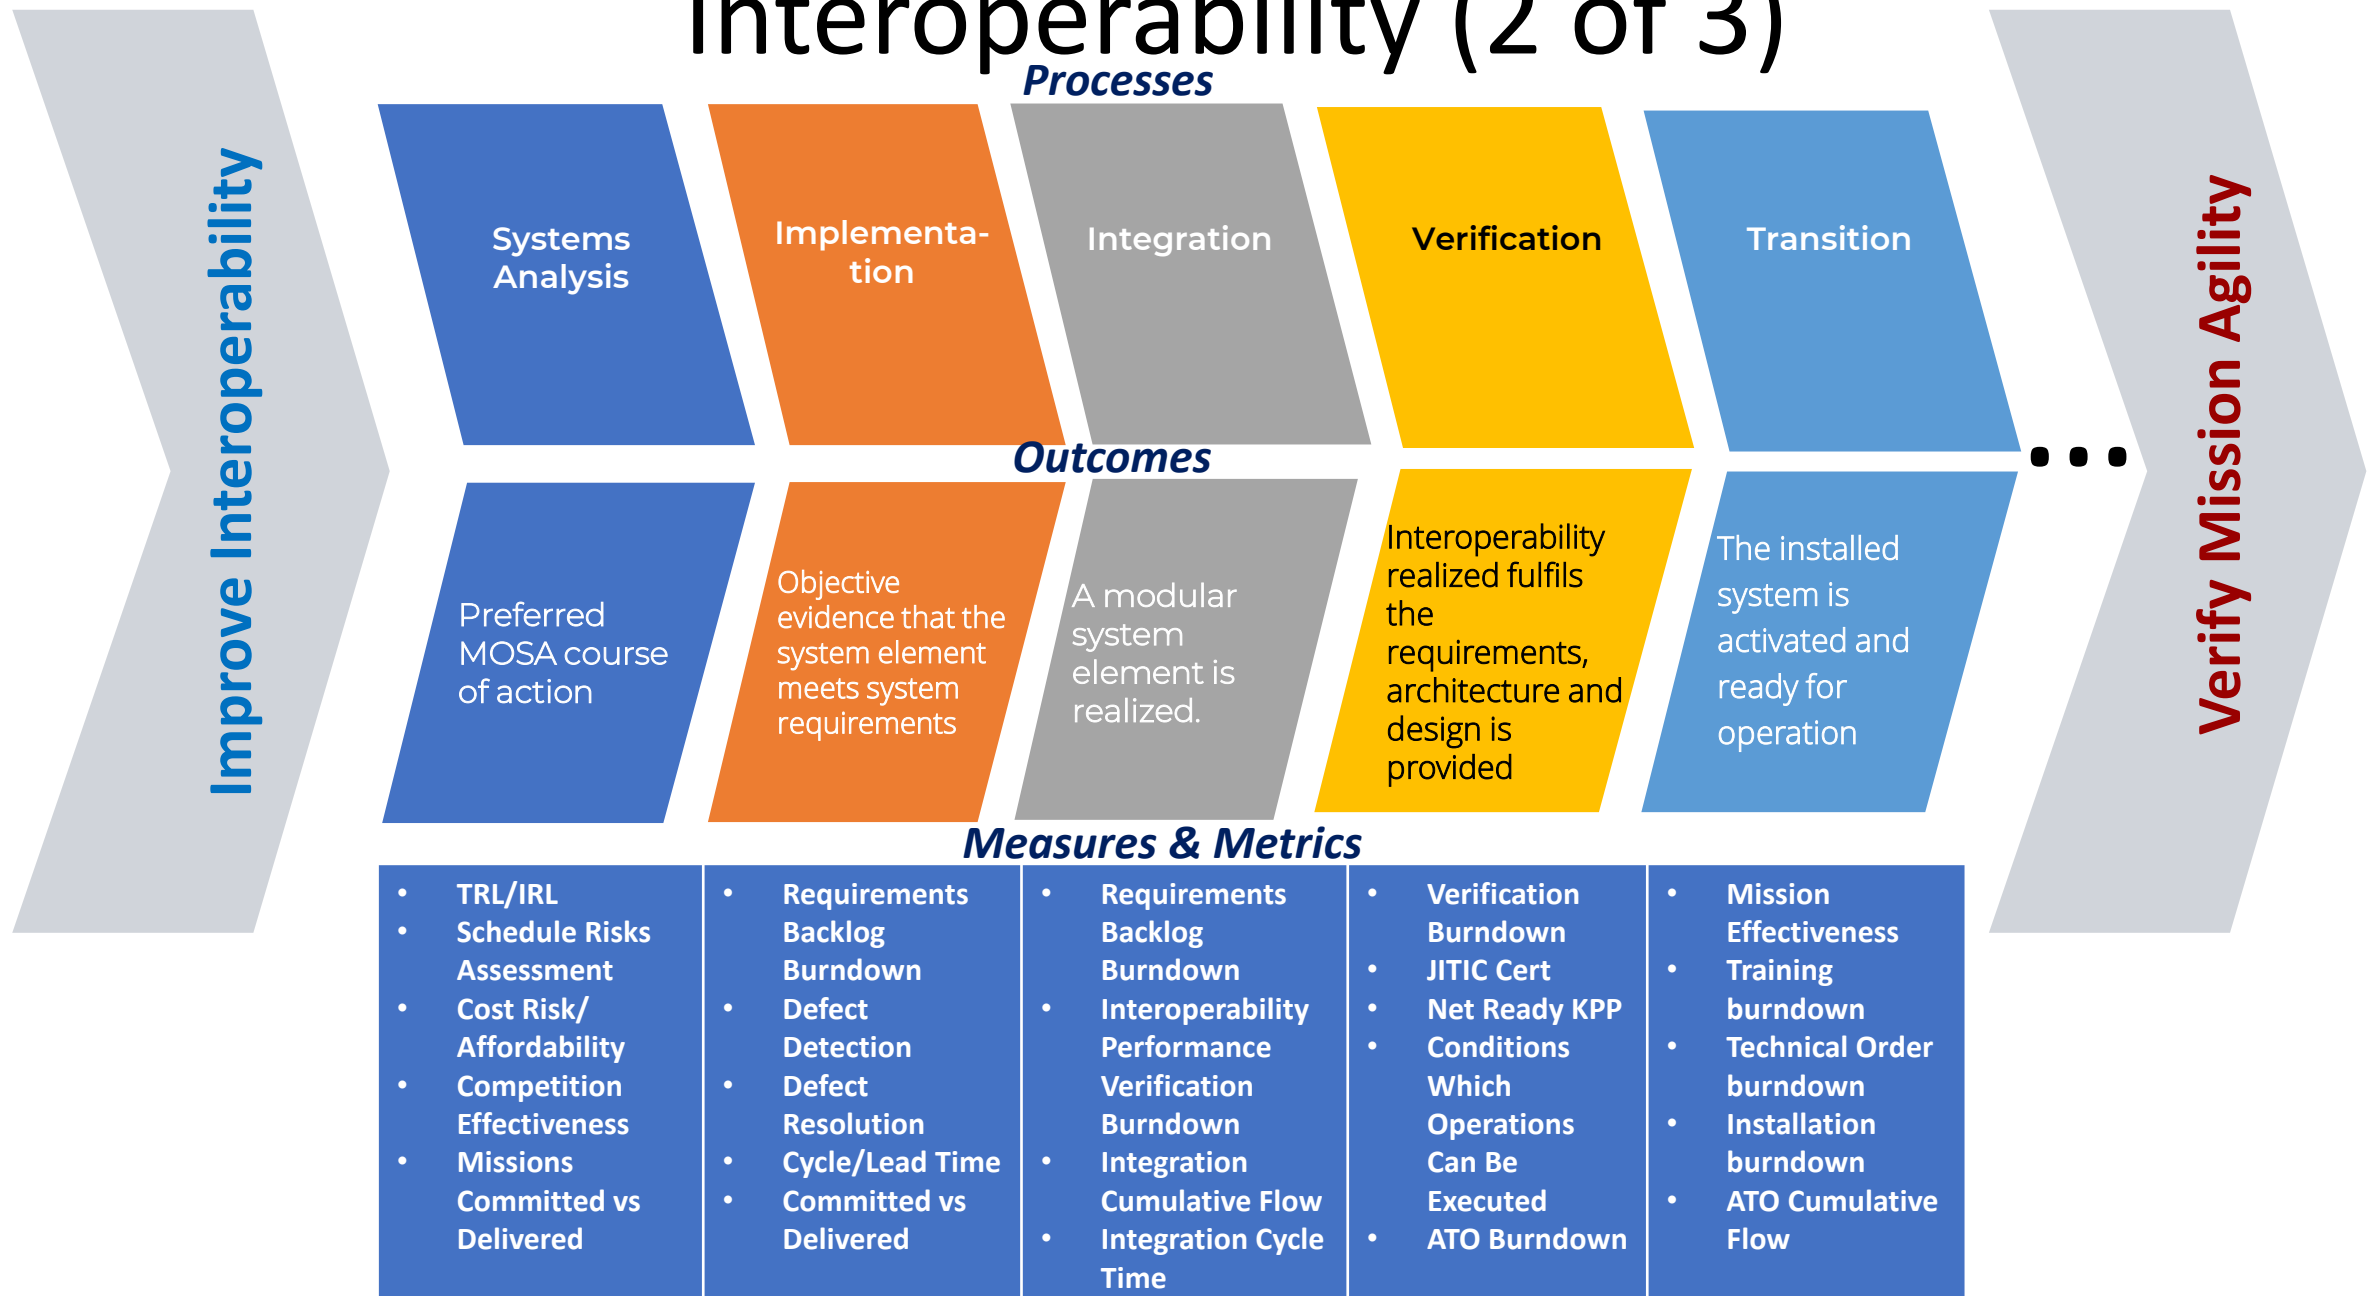 Interoperability (2 of 3)
Processes
Improve Interoperability
Systems
Analysis
Implementa-
tion
Integration
Verification
Transition
Outcomes
Preferred
MOSA course
of action
Objective
evidence that the
system element
meets system
requirements
A modular
system
element is
realized.
Interoperability
realized fulfils
the
requirements,
architecture and
design is
provided
The installed
system is
activated and
ready for
operation
...
Verify Mission Agility
Measures & Metrics
• TRL/IRL
• Schedule Risks
Assessment
• Cost Risk/
Affordability
• Competition
Effectiveness
• Missions
Committed vs
Delivered
• Requirements
Backlog
Burndown
• Defect
Detection
• Defect
Resolution
• Cycle/Lead Time
• Committed vs
Delivered
• Requirements
Backlog
Burndown
• Interoperability
Performance
Verification
Burndown
• Integration
Cumulative Flow
• Integration Cycle
Time
• Verification
Burndown
• JITIC Cert
• Net Ready KPP
• Conditions
Which
Operations
Can Be
Executed
• ATO Burndown
• Mission
Effectiveness
• Training
burndown
• Technical Order
burndown
• Installation
burndown
• ATO Cumulative
Flow